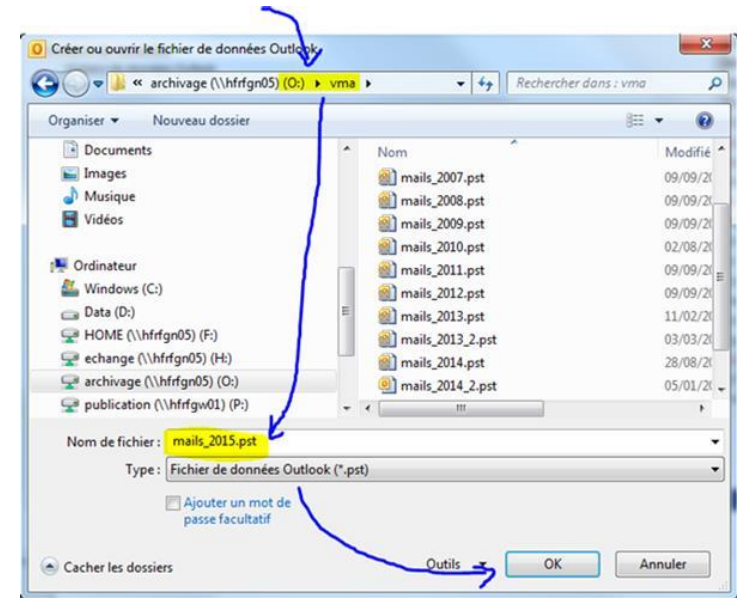 Créer ou ouvrir le fichier de données Outlook
« archivage (\\hfrfgn05) (O:) ▸ vma ▸
Rechercher dans : vma
Organiser ▾ Nouveau dossier
Documents
Images
Musique
Vidéos
Ordinateur
Windows (C:)
Data (D:)
HOME (\\hfrfgn05) (F:)
echange (\\hfrfgn05) (H:)
archivage (\\hfrfgn05) (O:)
publication (\\hfrfgw01) (P:)
Nom Modifié
mails_2007.pst 09/09/20
mails_2008.pst 09/09/20
mails_2009.pst 09/09/20
mails_2010.pst 02/08/20
mails_2011.pst 09/09/20
mails_2012.pst 09/09/20
mails_2013.pst 11/02/20
mails_2013_2.pst 03/03/20
mails_2014.pst 28/08/20
mails_2014_2.pst 05/01/20
Nom de fichier : mails_2015.pst
Type : Fichier de données Outlook (*.pst)
Ajouter un mot de
passe facultatif
Cacher les dossiers Outils ▾ OK Annuler